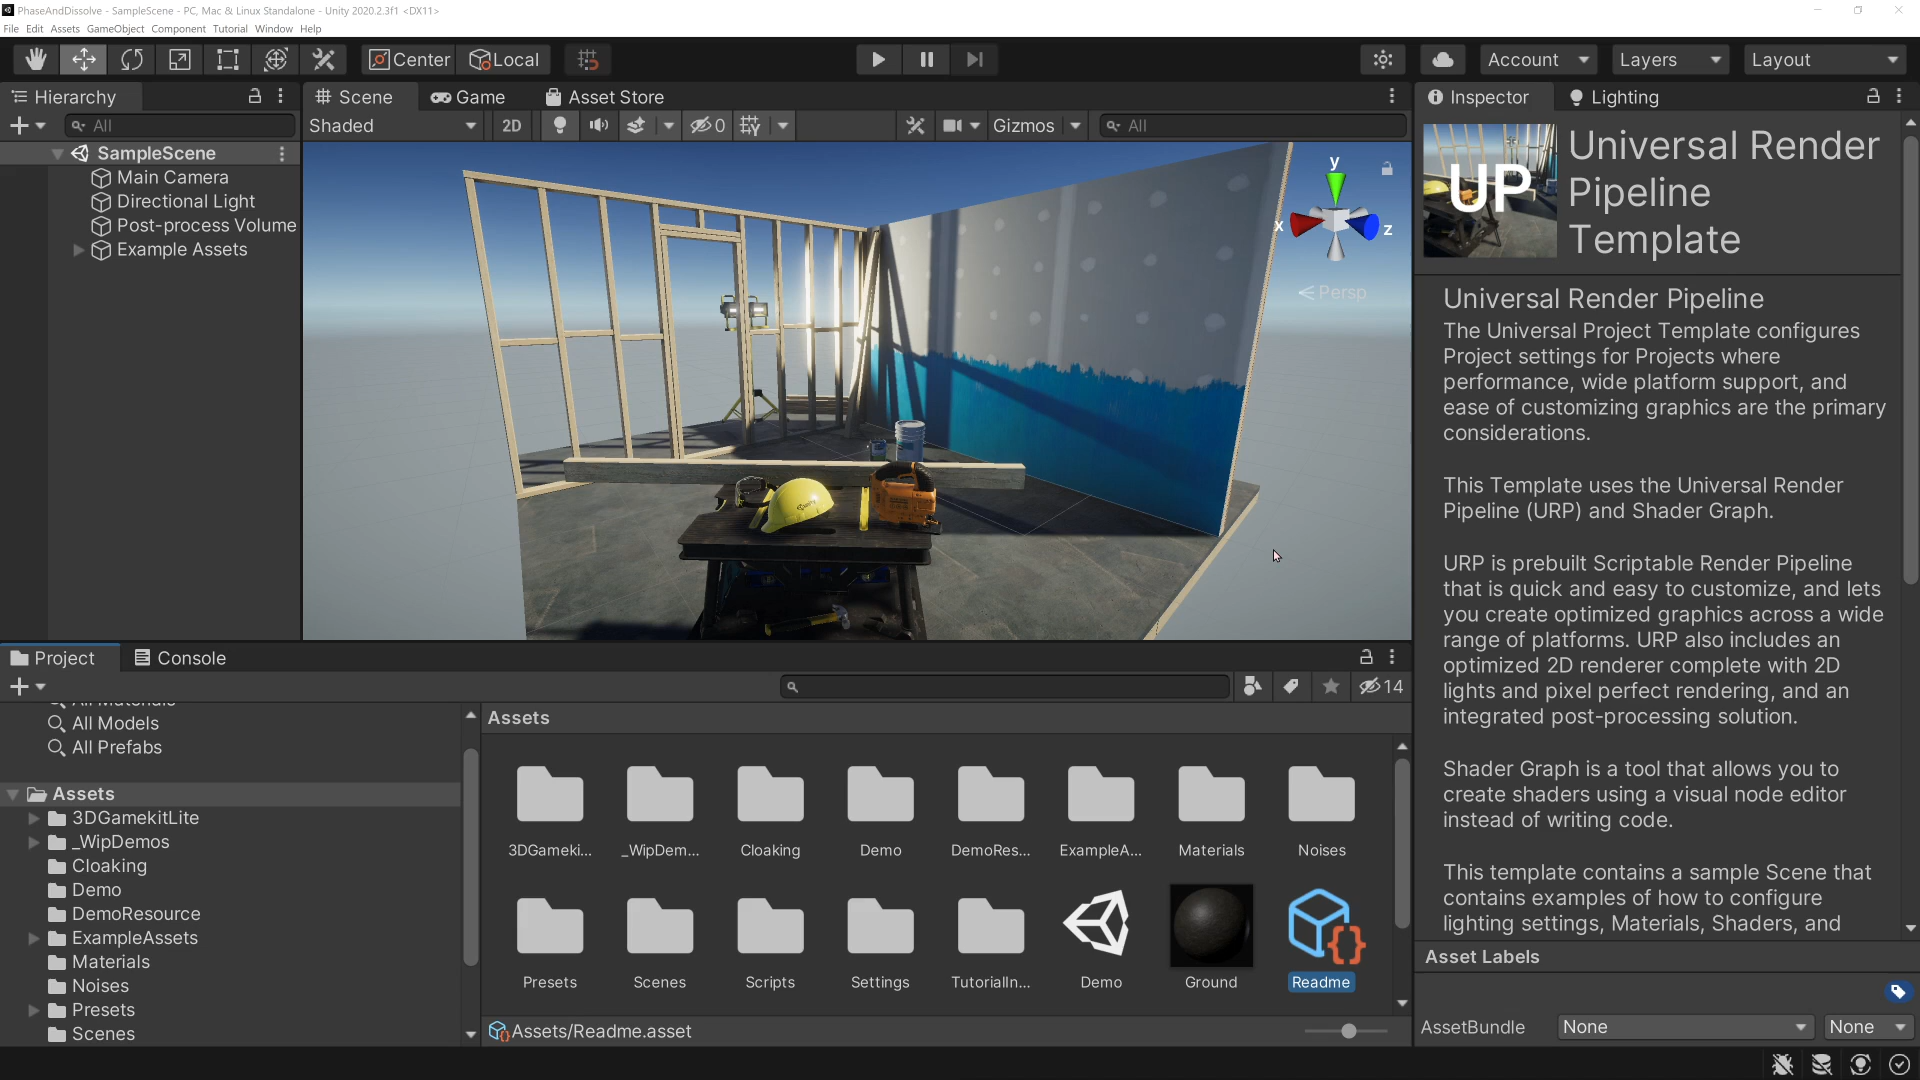 PhaseAndDissolve - SampleScene - PC, Mac & Linux Standalone - Unity 2020.2.3f1 <DX11>
File Edit Assets GameObject Component Tutorial Window Help
Center Local Account Layers Layout
Hierarchy
All
SampleScene
Main Camera
Directional Light
Post-process Volume
Example Assets
Scene Game Asset Store
Shaded 2D 0 Gizmos All
y
x z
Persp
Inspector Lighting
UP
Universal Render
Pipeline
Template
Universal Render Pipeline
The Universal Project Template configures
Project settings for Projects where
performance, wide platform support, and
ease of customizing graphics are the primary
considerations.
This Template uses the Universal Render
Pipeline (URP) and Shader Graph.
URP is prebuilt Scriptable Render Pipeline
that is quick and easy to customize, and lets
you create optimized graphics across a wide
range of platforms. URP also includes an
optimized 2D renderer complete with 2D
lights and pixel perfect rendering, and an
integrated post-processing solution.
Shader Graph is a tool that allows you to
create shaders using a visual node editor
instead of writing code.
This template contains a sample Scene that
contains examples of how to configure
lighting settings, Materials, Shaders, and
Asset Labels
AssetBundle None None
Project Console
14
All Materials
All Models
All Prefabs
Assets
3DGamekitLite
_WipDemos
Cloaking
Demo
DemoResource
ExampleAssets
Materials
Noises
Presets
Scenes
Assets
3DGameki... _WipDem... Cloaking Demo DemoRes... ExampleA... Materials Noises
Presets Scenes Scripts Settings TutorialIn... Demo Ground Readme
Assets/Readme.asset